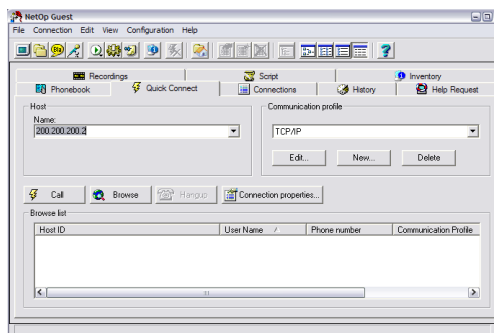 NetOp Guest
File Connection Edit View Configuration Help
Recordings Script Inventory
Phonebook Quick Connect Connections History Help Request
Host Communication profile
Name:
200.200.200.2 TCP/IP
Edit... New... Delete
Call Browse Hangup Connection properties...
Browse list
Host ID User Name Phone number Communication Profile